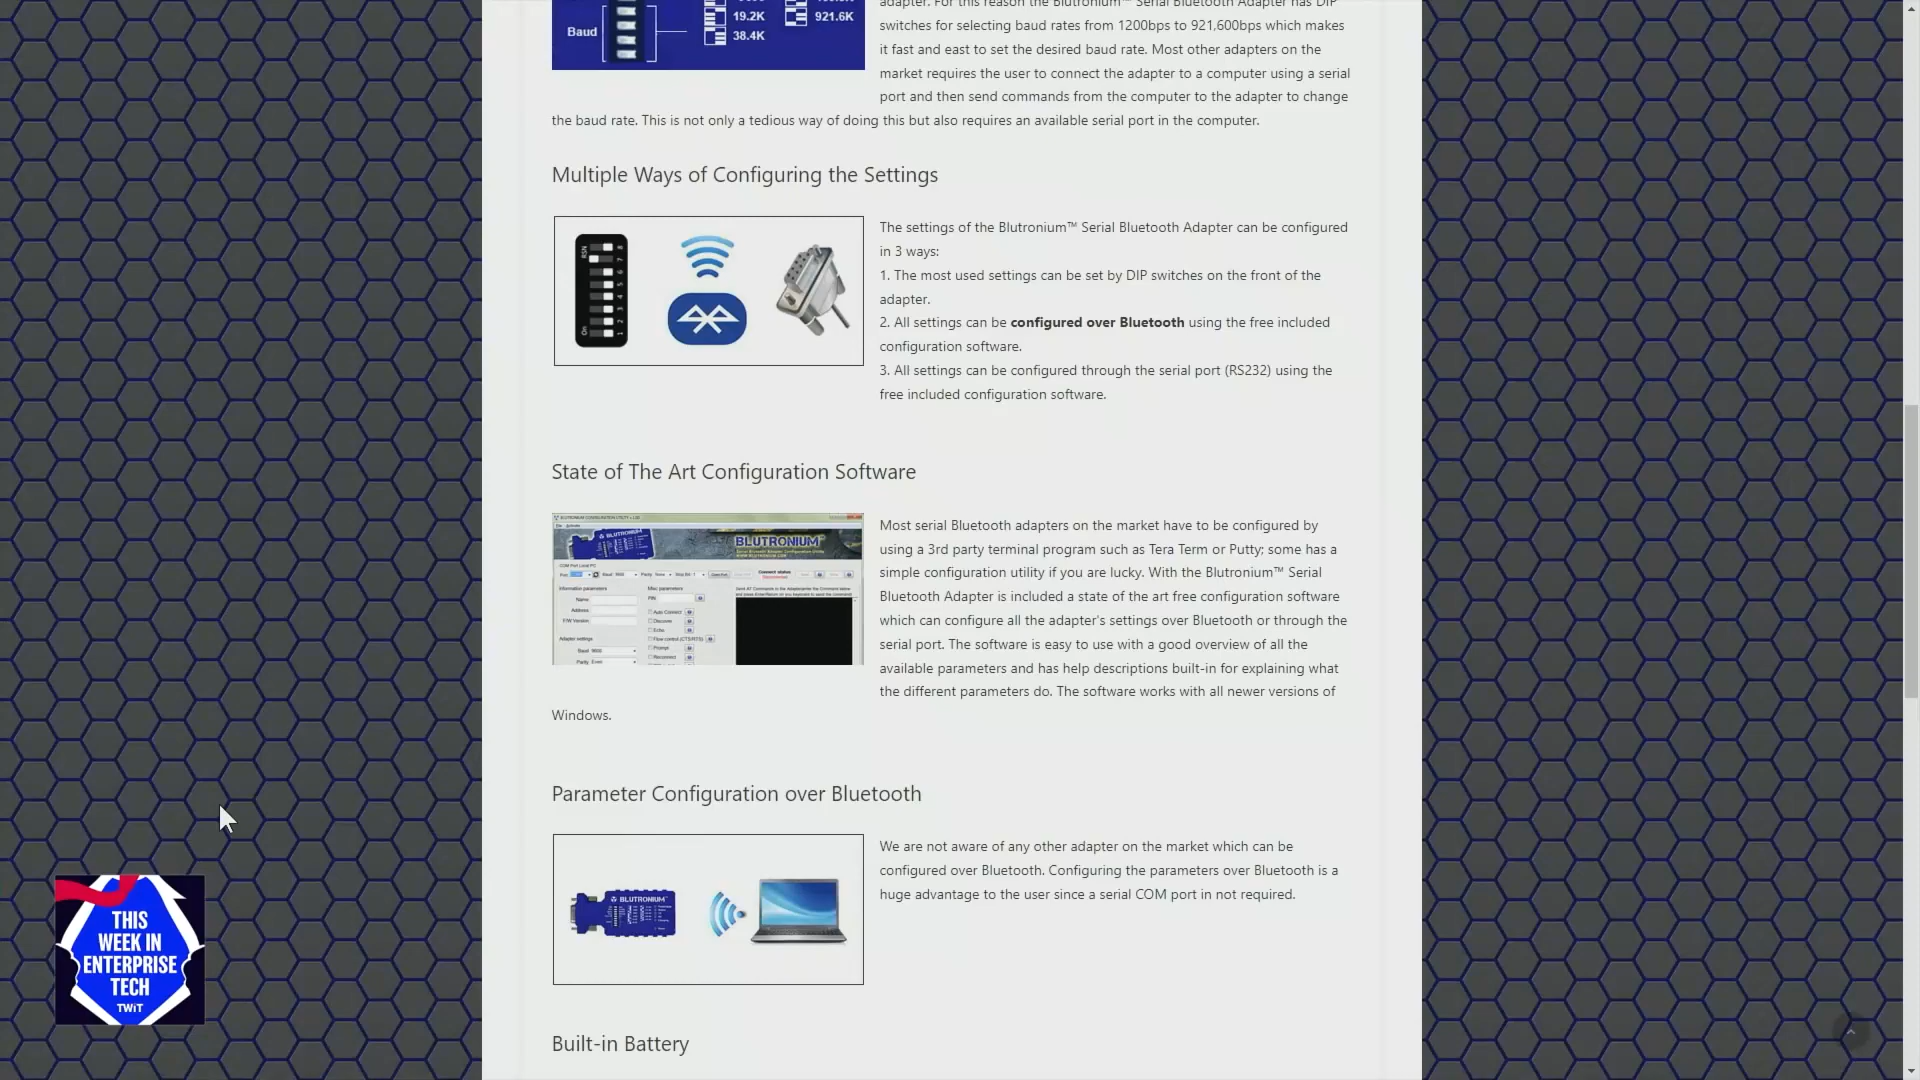 adapter. For this reason the Blutronium™ Serial Bluetooth Adapter has DIP
switches for selecting baud rates from 1200bps to 921,600bps which makes
it fast and east to set the desired baud rate. Most other adapters on the
market requires the user to connect the adapter to a computer using a serial
port and then send commands from the computer to the adapter to change
the baud rate. This is not only a tedious way of doing this but also requires an available serial port in the computer.
Baud
19.2K
38.4K
921.6K
Multiple Ways of Configuring the Settings
The settings of the Blutronium™ Serial Bluetooth Adapter can be configured
in 3 ways:
1. The most used settings can be set by DIP switches on the front of the
adapter.
2. All settings can be configured over Bluetooth using the free included
configuration software.
3. All settings can be configured through the serial port (RS232) using the
free included configuration software.
State of The Art Configuration Software
BLUTRONIUM
BLUTRONIUM
Most serial Bluetooth adapters on the market have to be configured by
using a 3rd party terminal program such as Tera Term or Putty; some has a
simple configuration utility if you are lucky. With the Blutronium™ Serial
Bluetooth Adapter is included a state of the art free configuration software
which can configure all the adapter's settings over Bluetooth or through the
serial port. The software is easy to use with a good overview of all the
available parameters and has help descriptions built-in for explaining what
the different parameters do. The software works with all newer versions of
Windows.
Parameter Configuration over Bluetooth
BLUTRONIUM
We are not aware of any other adapter on the market which can be
configured over Bluetooth. Configuring the parameters over Bluetooth is a
huge advantage to the user since a serial COM port in not required.
Built-in Battery
THIS
WEEK IN
ENTERPRISE
TECH
TWiT